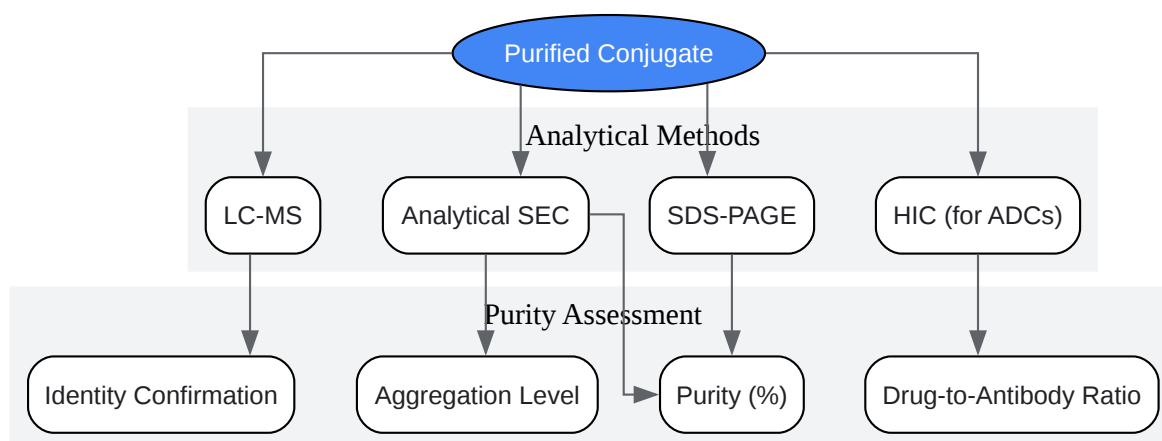 Purified Conjugate
Analytical Methods
LC-MS
Analytical SEC
SDS-PAGE
HIC (for ADCs)
Purity Assessment
Identity Confirmation
Aggregation Level
Purity (%)
Drug-to-Antibody Ratio